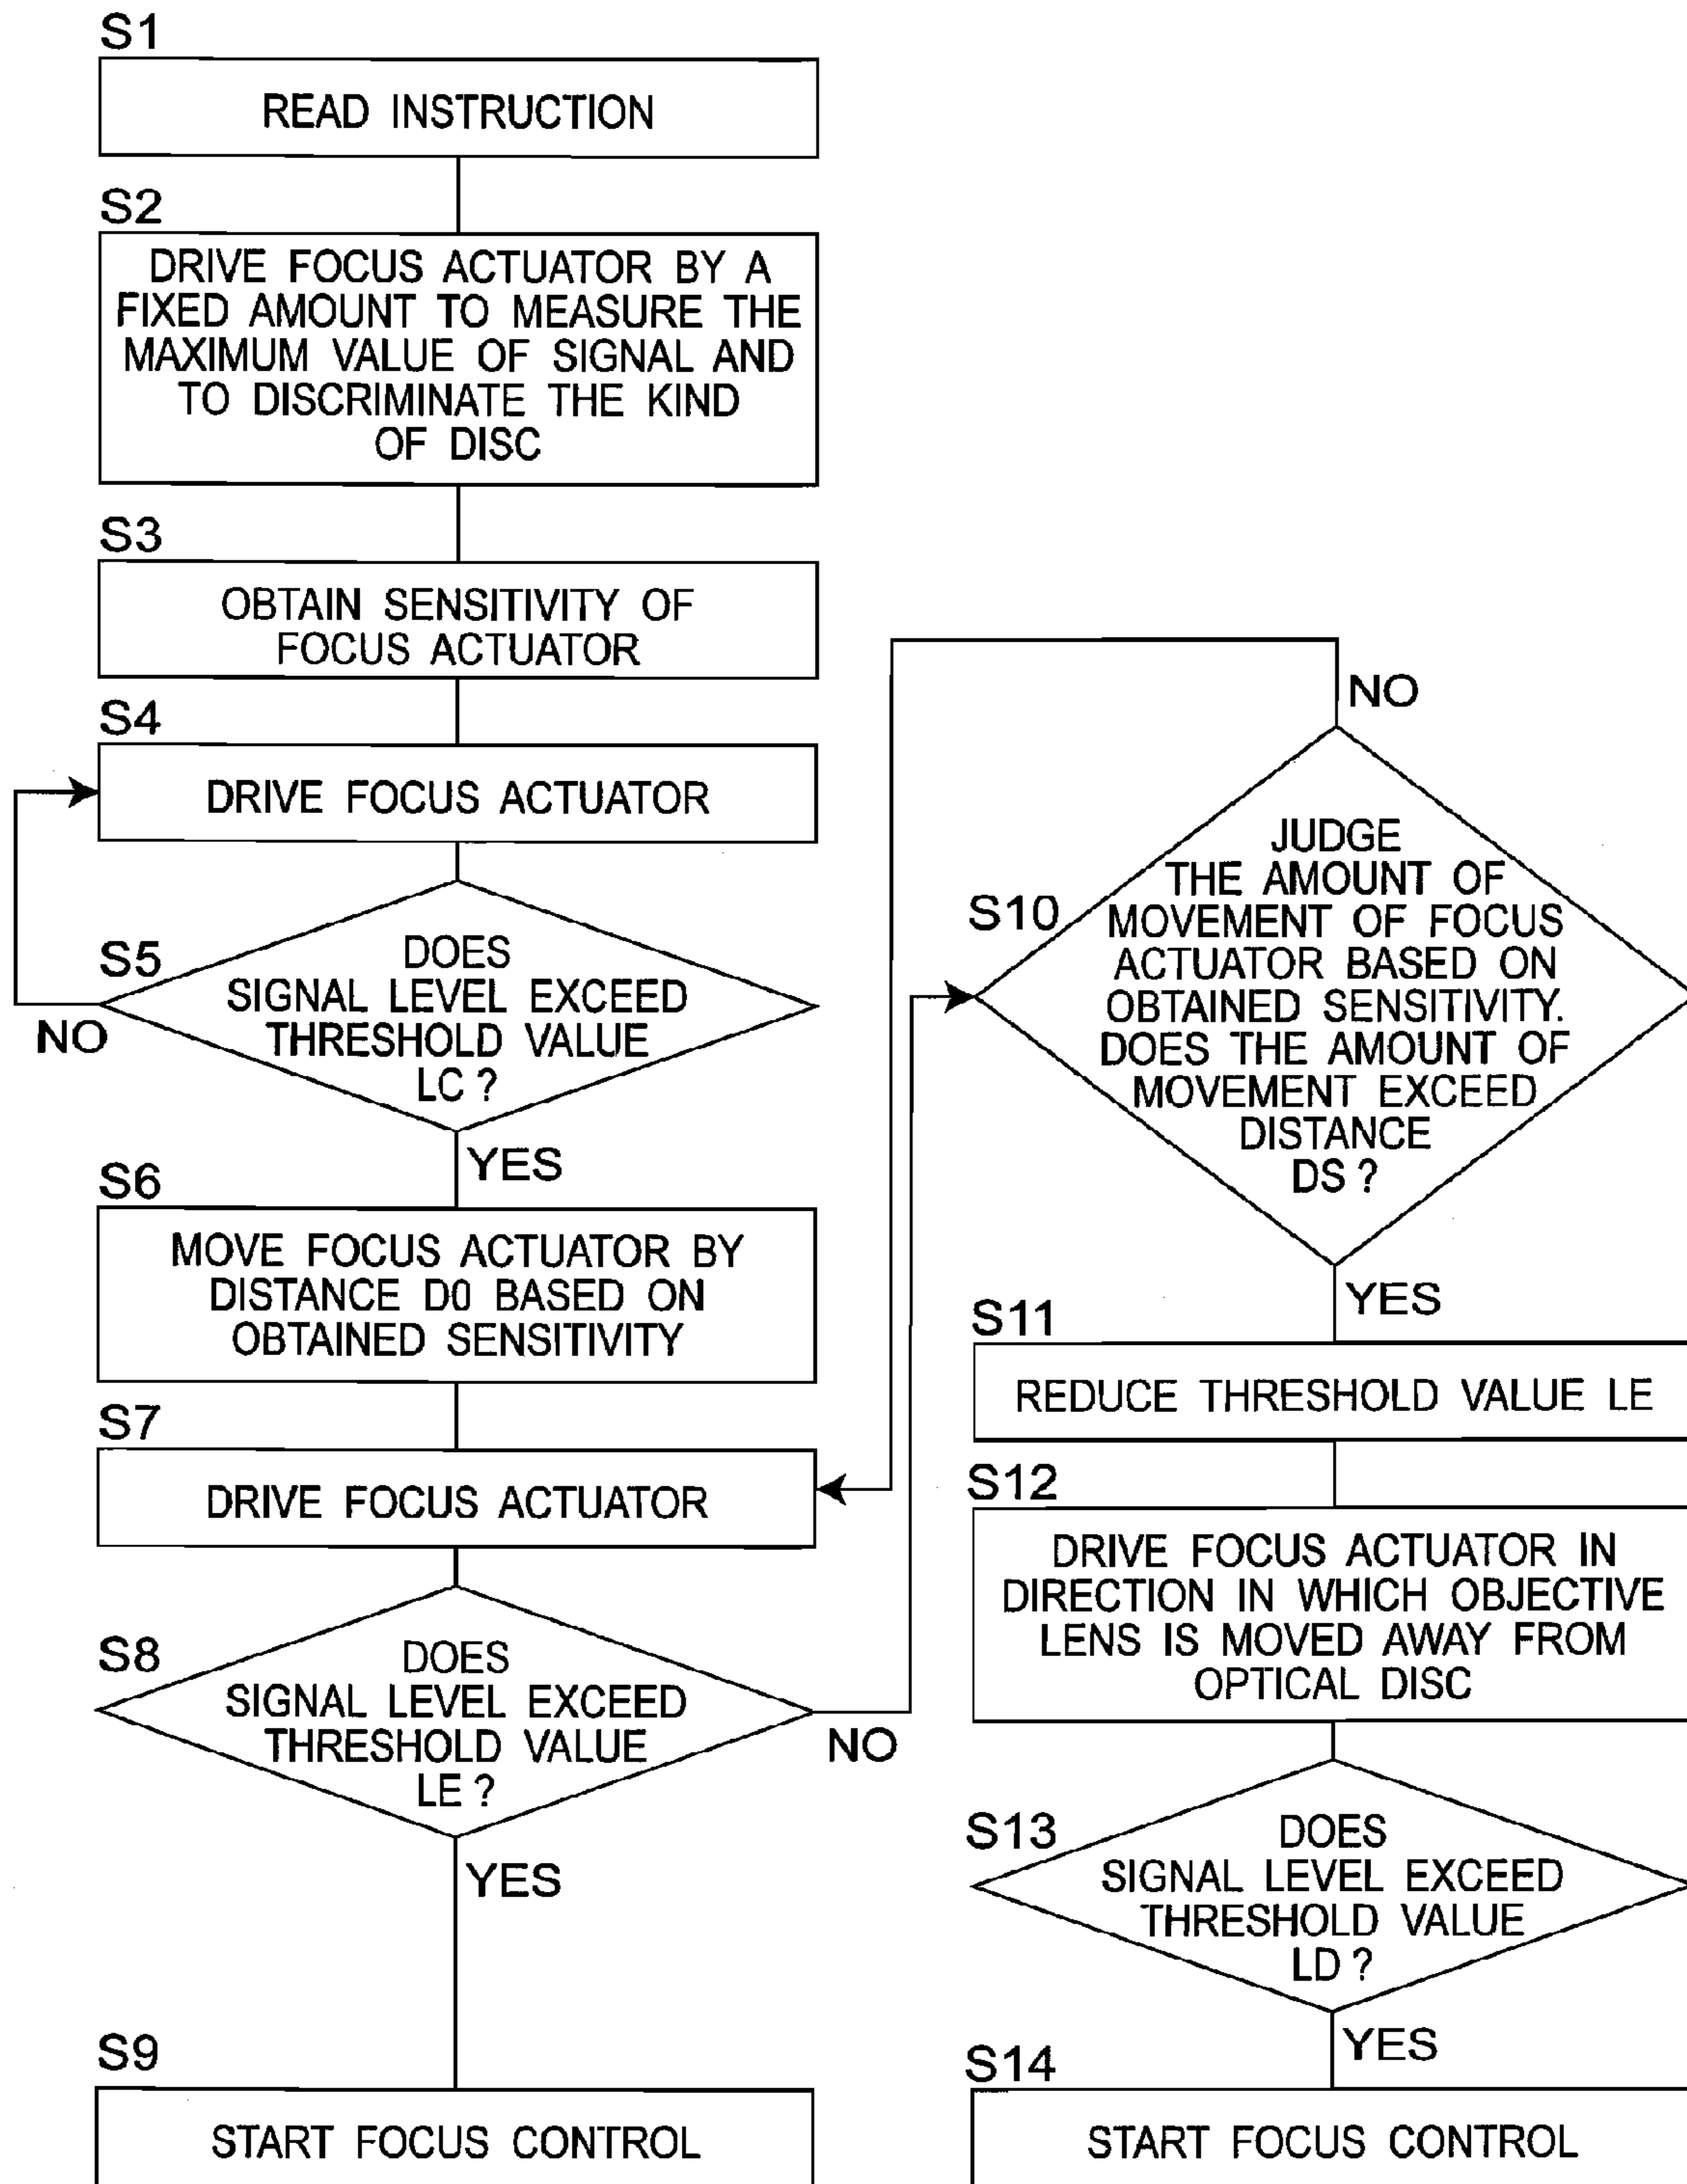 S1
READ INSTRUCTION
S2
DRIVE FOCUS ACTUATOR BY A
FIXED AMOUNT TO MEASURE THE
MAXIMUM VALUE OF SIGNAL AND
TO DISCRIMINATE THE KIND
OF DISC
S3
OBTAIN SENSITIVITY OF
FOCUS ACTUATOR
S4
DRIVE FOCUS ACTUATOR
S5
DOES
SIGNAL LEVEL EXCEED
THRESHOLD VALUE
LC ?
NO
YES
S6
MOVE FOCUS ACTUATOR BY
DISTANCE D0 BASED ON
OBTAINED SENSITIVITY
S7
DRIVE FOCUS ACTUATOR
S8
DOES
SIGNAL LEVEL EXCEED
THRESHOLD VALUE
LE ?
NO
YES
S9
START FOCUS CONTROL
NO
S10
JUDGE
THE AMOUNT OF
MOVEMENT OF FOCUS
ACTUATOR BASED ON
OBTAINED SENSITIVITY.
DOES THE AMOUNT OF
MOVEMENT EXCEED
DISTANCE
DS ?
YES
S11
REDUCE THRESHOLD VALUE LE
S12
DRIVE FOCUS ACTUATOR IN
DIRECTION IN WHICH OBJECTIVE
LENS IS MOVED AWAY FROM
OPTICAL DISC
S13
DOES
SIGNAL LEVEL EXCEED
THRESHOLD VALUE
LD ?
YES
S14
START FOCUS CONTROL